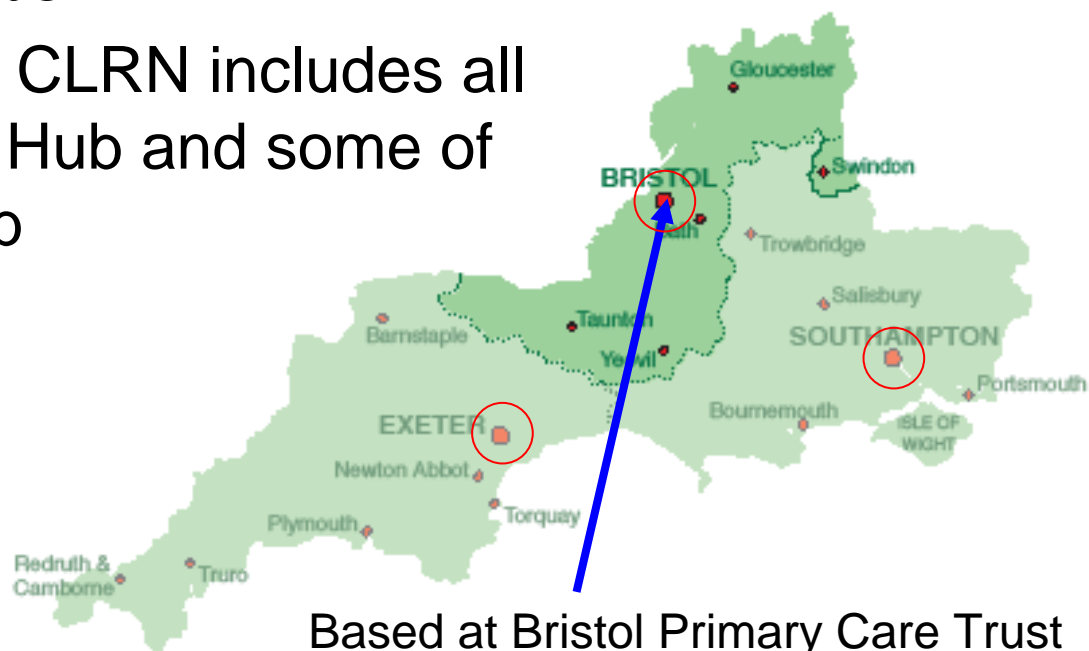 CLRN includes all
Hub and some of
Gloucester
BRISTOL
Swindon
Bath
Trowbridge
Salisbury
Taunton
Barnstaple
SOUTHAMPTON
Yeovil
Portsmouth
Bournemouth
EXETER
ISLE OF
WIGHT
Newton Abbot
Torquay
Plymouth
Redruth &
Camborne
Truro
Based at Bristol Primary Care Trust